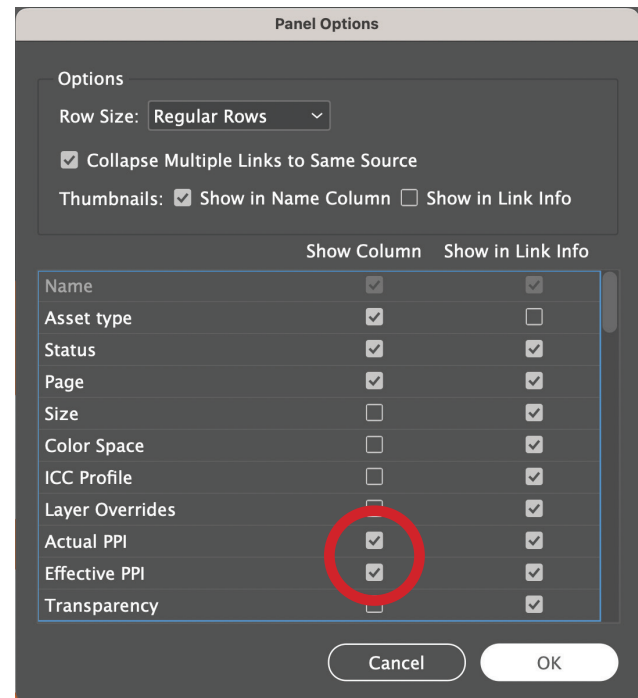 Panel Options
Options
Row Size: Regular Rows
Collapse Multiple Links to Same Source
Thumbnails: Show in Name Column Show in Link Info
Show Column Show in Link Info
Name
Asset type
Status
Page
Size
Color Space
ICC Profile
Layer Overrides
Actual PPI
Effective PPI
Transparency
Cancel OK